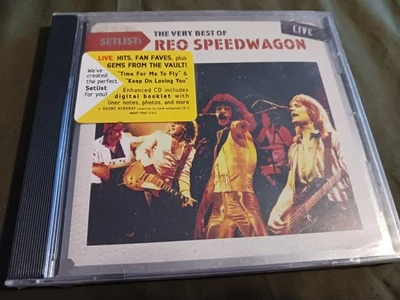 SETLIST:
THE VERY BEST OF
REO SPEEDWAGON
LIVE
LIVE HITS, FAN FAVES, plus
GEMS FROM THE VAULT!
"Time For Me To Fly" &
"Keep On Loving You"
Enhanced CD includes
digital booklet with
liner notes, photos, and more
We've
created
the perfect
Setlist
for you!